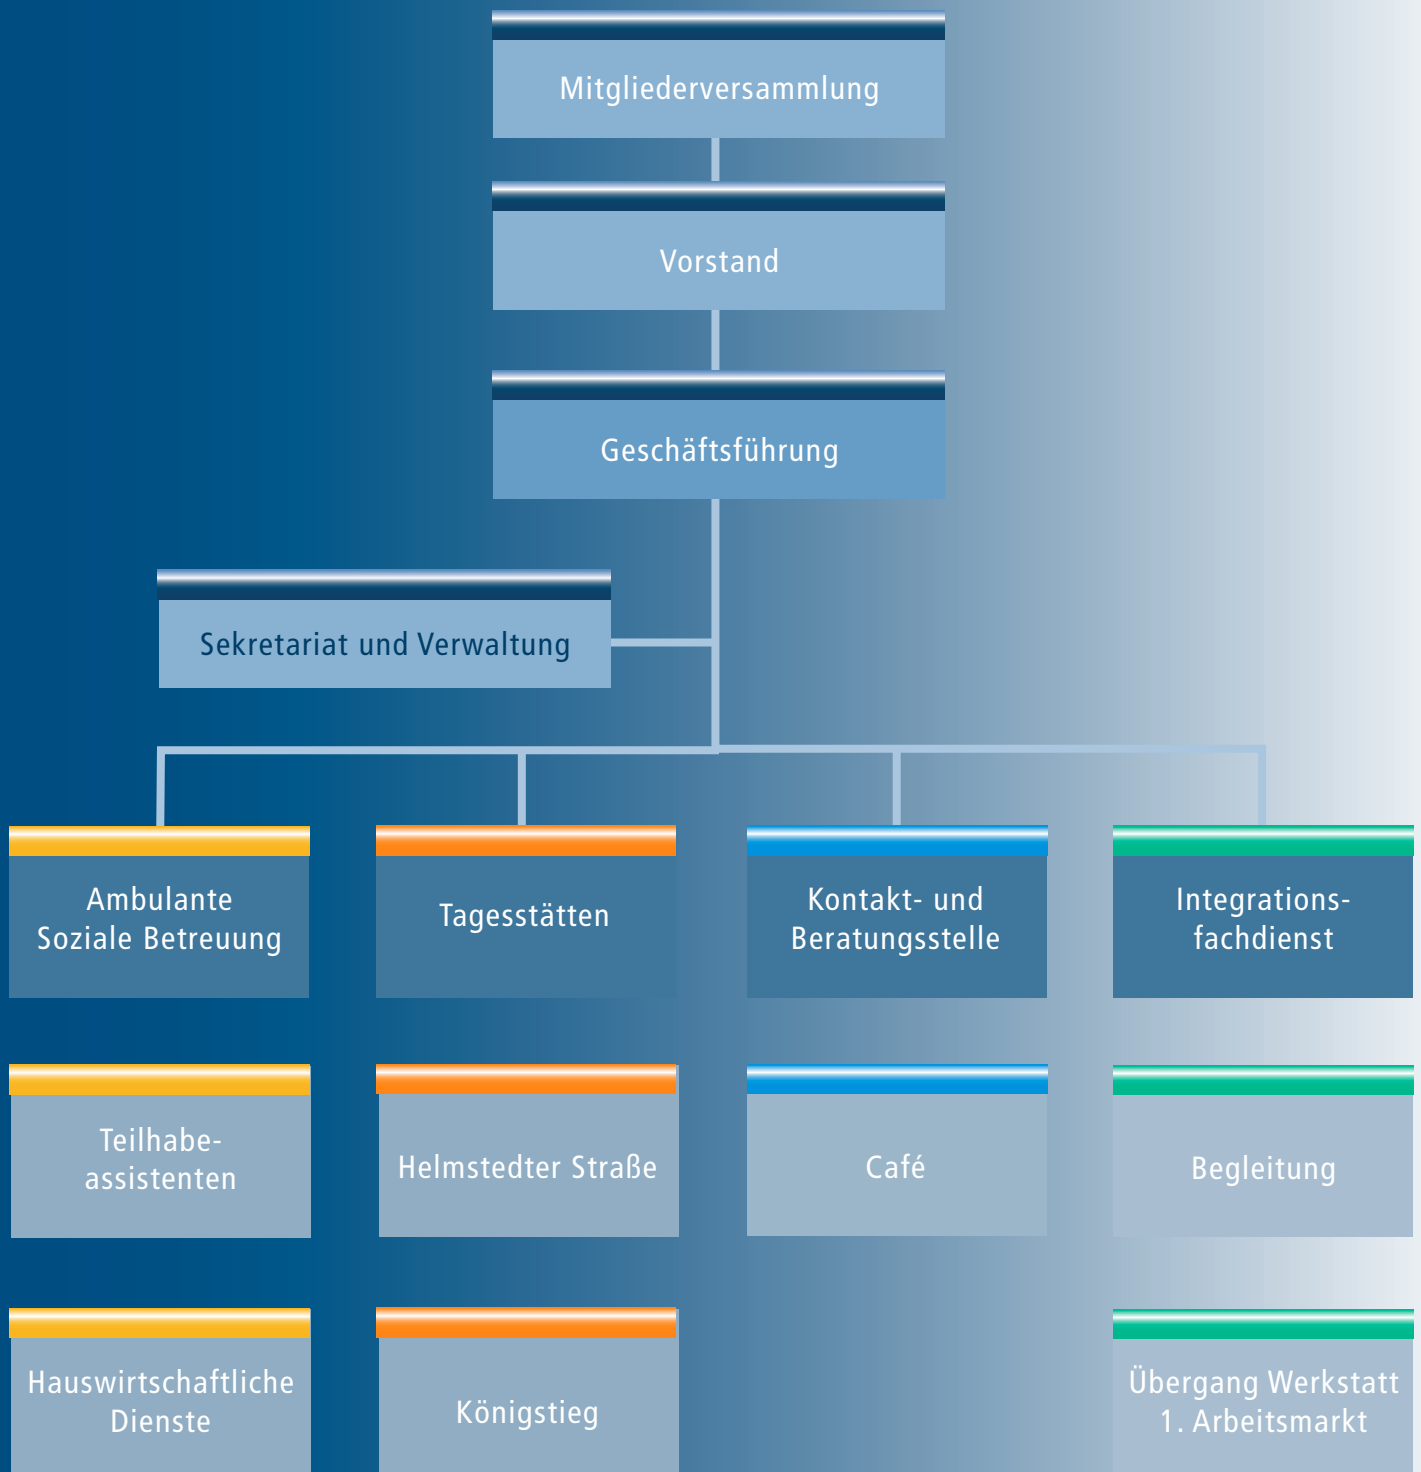 Mitgliederversammlung
Vorstand
Geschäftsführung
Sekretariat und Verwaltung
Ambulante
Soziale Betreuung
Tagesstätten
Kontakt- und
Beratungsstelle
Integrations-
fachdienst
Teilhabe-
assistenten
Helmstedter Straße
Café
Begleitung
Hauswirtschaftliche
Dienste
Königstieg
Übergang Werkstatt
1. Arbeitsmarkt